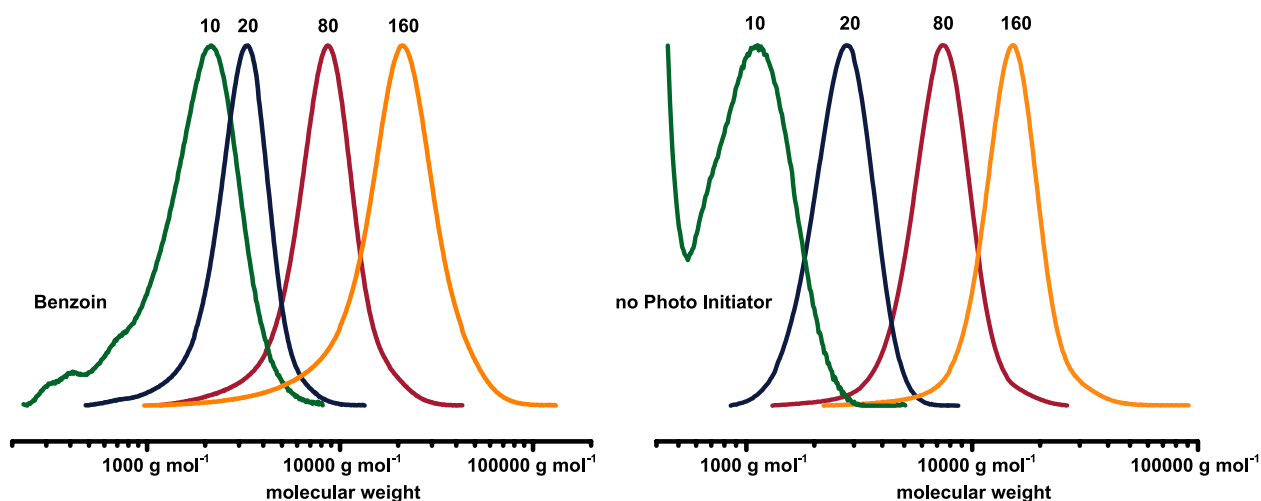 10 20 80 160
Benzoin
1000 g mol⁻¹ 10000 g mol⁻¹ 100000 g mol⁻¹
molecular weight
10 20 80 160
no Photo Initiator
1000 g mol⁻¹ 10000 g mol⁻¹ 100000 g mol⁻¹
molecular weight